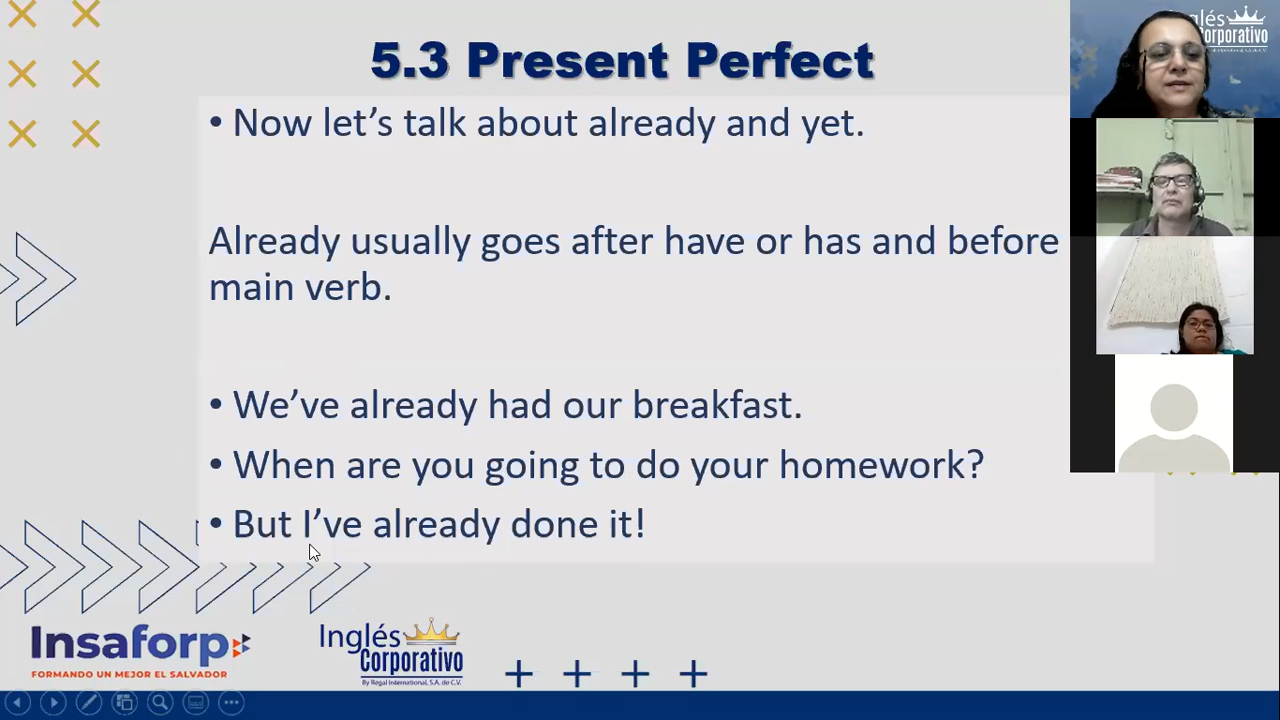 5.3 Present Perfect
• Now let's talk about already and yet.
Already usually goes after have or has and before
main verb.
• We've already had our breakfast.
• When are you going to do your homework?
• But I've already done it!
Insaforp
FORMANDO UN MEJOR EL SALVADOR
Inglés
Corporativo
By Regal International, S.A. de C.V.
Inglés
Corporativo